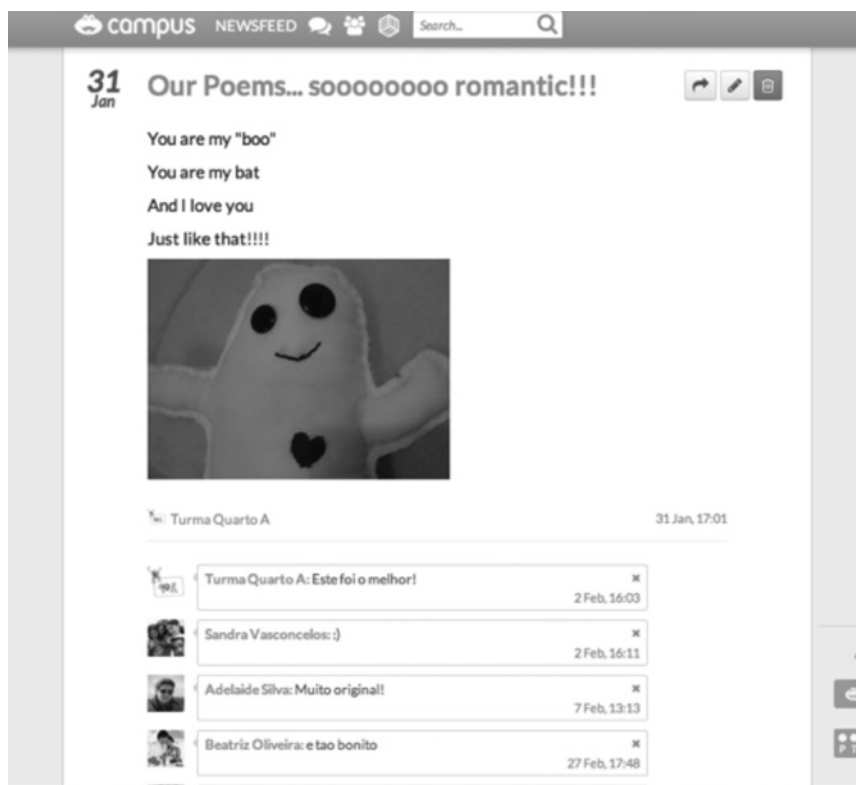 campus NEWSFEED Search...
31 Our Poems... soooooooo romantic!!!
Jan
You are my "boo"
You are my bat
And I love you
Just like that!!!!
Turma Quarto A 31 Jan, 17:01
Turma Quarto A: Este foi o melhor!
2 Feb, 16:03
Sandra Vasconcelos: :)
2 Feb, 16:11
Adelaide Silva: Muito original!
7 Feb, 13:13
Beatriz Oliveira: e tao bonito
27 Feb, 17:48